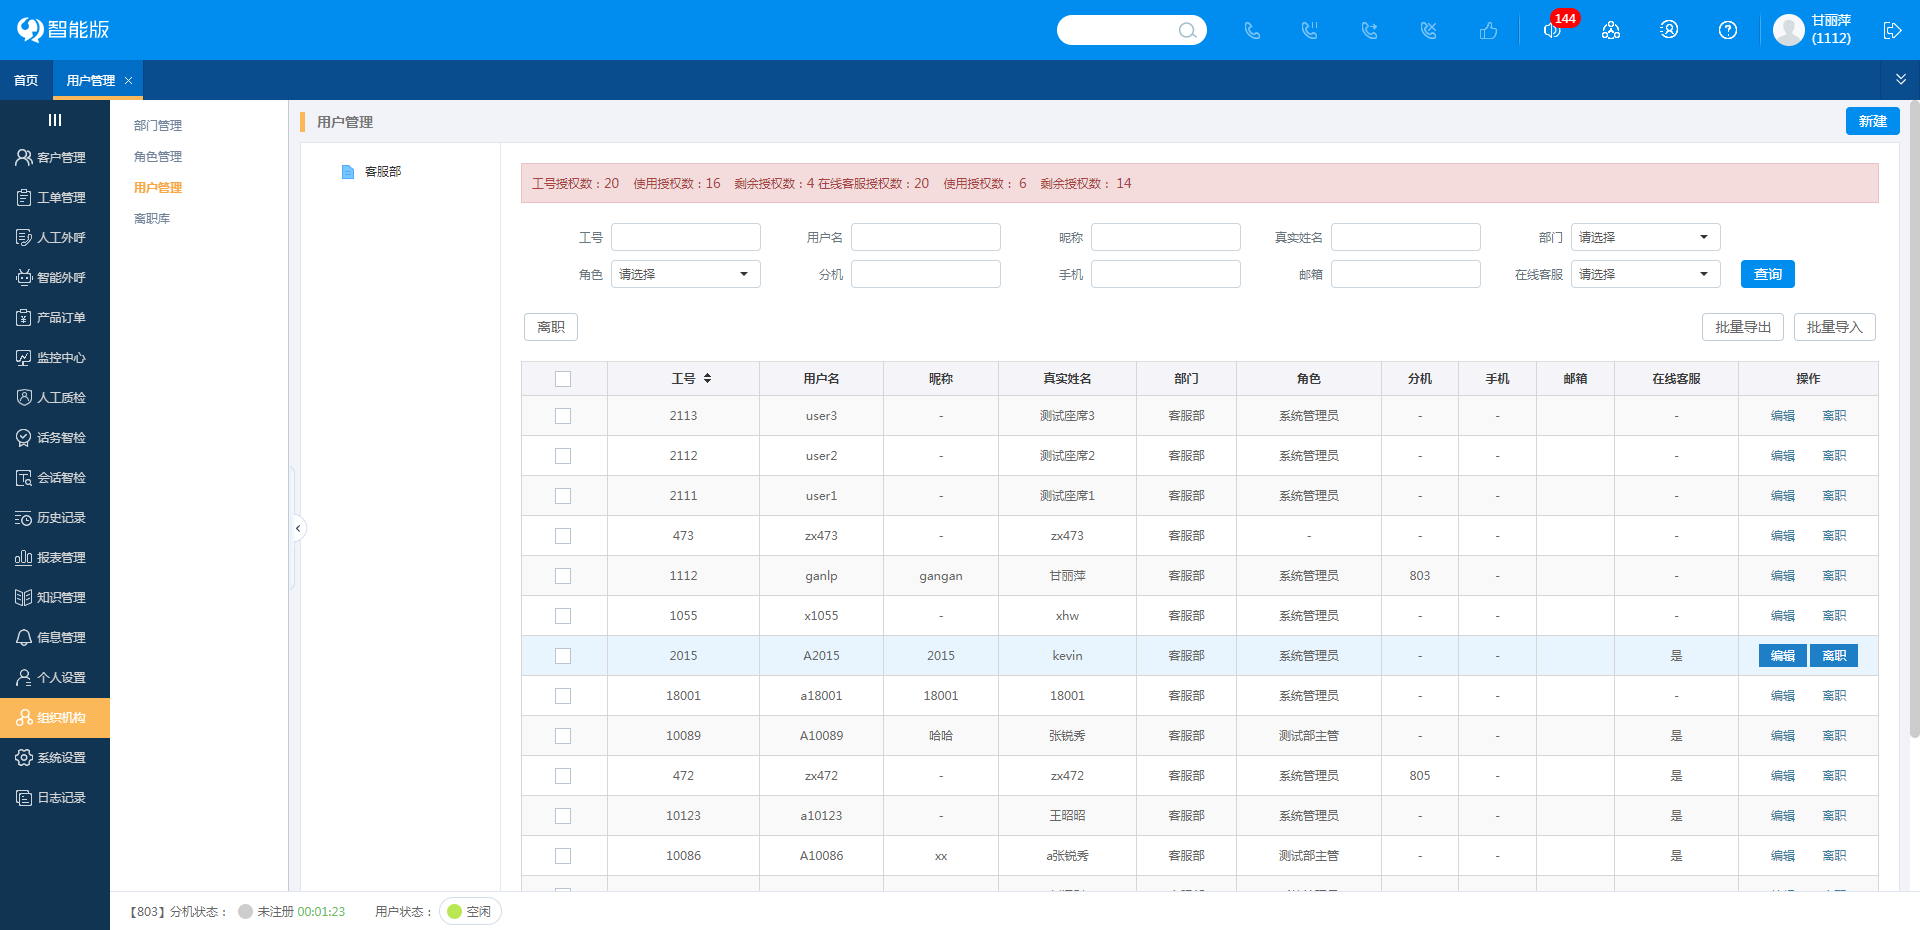 智能版
144
甘丽萍
(1112)
首页
用户管理
客户管理
工单管理
人工外呼
智能外呼
产品订单
监控中心
人工质检
话务智检
会话智检
历史记录
报表管理
知识管理
信息管理
个人设置
组织机构
系统设置
日志记录
部门管理
角色管理
用户管理
离职库
用户管理
新建
客服部
工号授权数：20 使用授权数：16 剩余授权数：4 在线客服授权数：20 使用授权数： 6 剩余授权数： 14
工号 用户名 昵称 真实姓名 部门 请选择
角色 请选择 分机 手机 邮箱 在线客服 请选择 查询
离职 批量导出 批量导入
工号 用户名 昵称 真实姓名 部门 角色 分机 手机 邮箱 在线客服 操作
2113 user3 - 测试座席3 客服部 系统管理员 - - - 编辑 离职
2112 user2 - 测试座席2 客服部 系统管理员 - - - 编辑 离职
2111 user1 - 测试座席1 客服部 系统管理员 - - - 编辑 离职
473 zx473 - zx473 客服部 - - - - 编辑 离职
1112 ganlp gangan 甘丽萍 客服部 系统管理员 803 - - 编辑 离职
1055 x1055 - xhw 客服部 系统管理员 - - - 编辑 离职
2015 A2015 2015 kevin 客服部 系统管理员 - - 是 编辑 离职
18001 a18001 18001 18001 客服部 系统管理员 - - - 编辑 离职
10089 A10089 哈哈 张锐秀 客服部 测试部主管 - - 是 编辑 离职
472 zx472 - zx472 客服部 系统管理员 805 - 是 编辑 离职
10123 a10123 - 王昭昭 客服部 系统管理员 - - 是 编辑 离职
10086 A10086 xx a张锐秀 客服部 测试部主管 - - 是 编辑 离职
【803】分机状态： 未注册 00:01:23 用户状态： 空闲